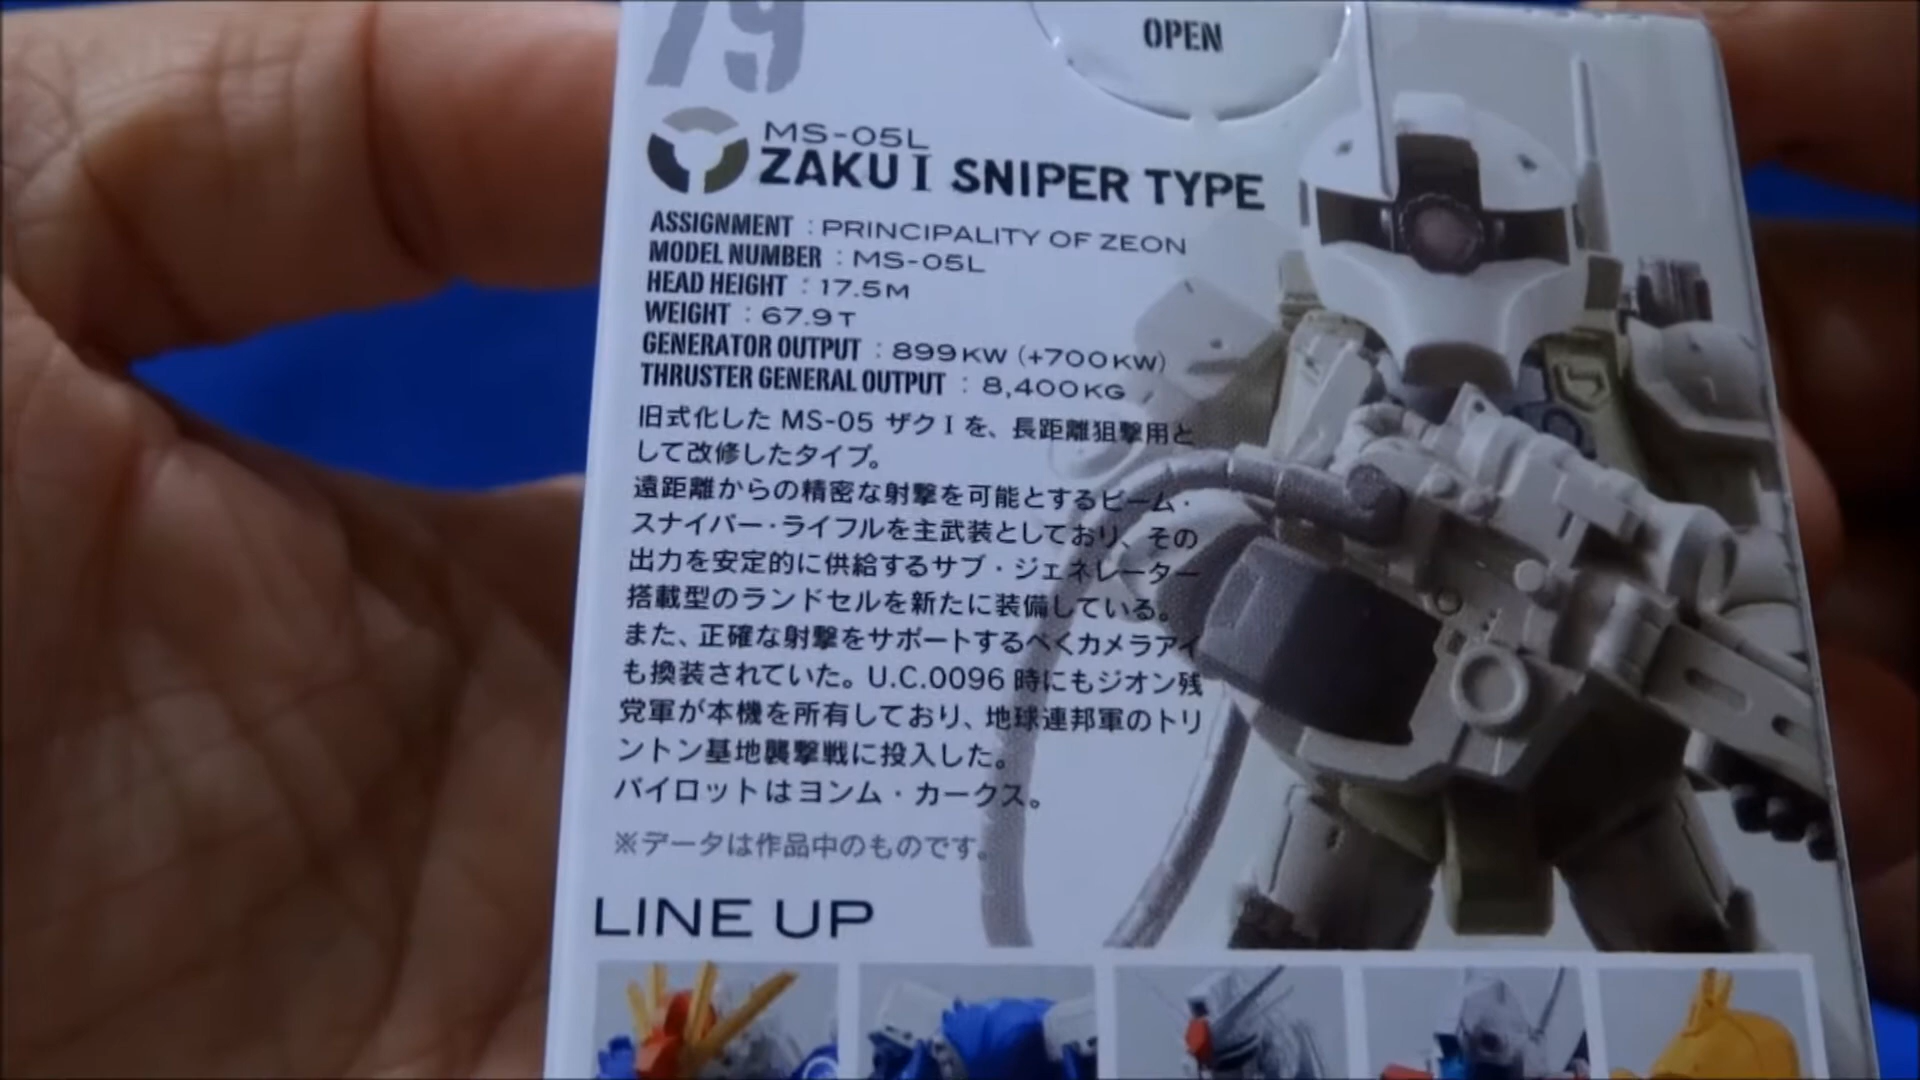 79
OPEN
MS-05L
ZAKU I SNIPER TYPE
ASSIGNMENT : PRINCIPALITY OF ZEON
MODEL NUMBER : MS-05L
HEAD HEIGHT : 17.5M
WEIGHT : 67.9T
GENERATOR OUTPUT : 899KW (+700KW)
THRUSTER GENERAL OUTPUT : 8,400KG
旧式化した MS-05 ザクⅠを、長距離狙撃用と
して改修したタイプ。
遠距離からの精密な射撃を可能とするビーム・
スナイパー・ライフルを主武装としており、その
出力を安定的に供給するサブ・ジェネレーター
搭載型のランドセルを新たに装備している。
また、正確な射撃をサポートするべくカメラアイ
も換装されていた。U.C.0096 時にもジオン残
党軍が本機を所有しており、地球連邦軍のトリ
ントン基地襲撃戦に投入した。
パイロットはヨンム・カークス。
※データは作品中のものです。
LINE UP